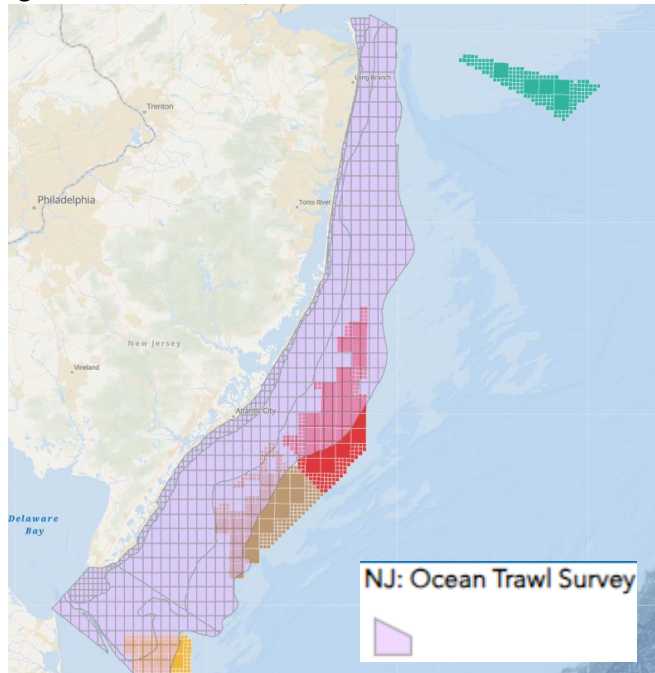 Long Branch
Trenton
Philadelphia
Toms River
New Jersey
Vineland
Atlantic City
Delaware
Bay
NJ: Ocean Trawl Survey